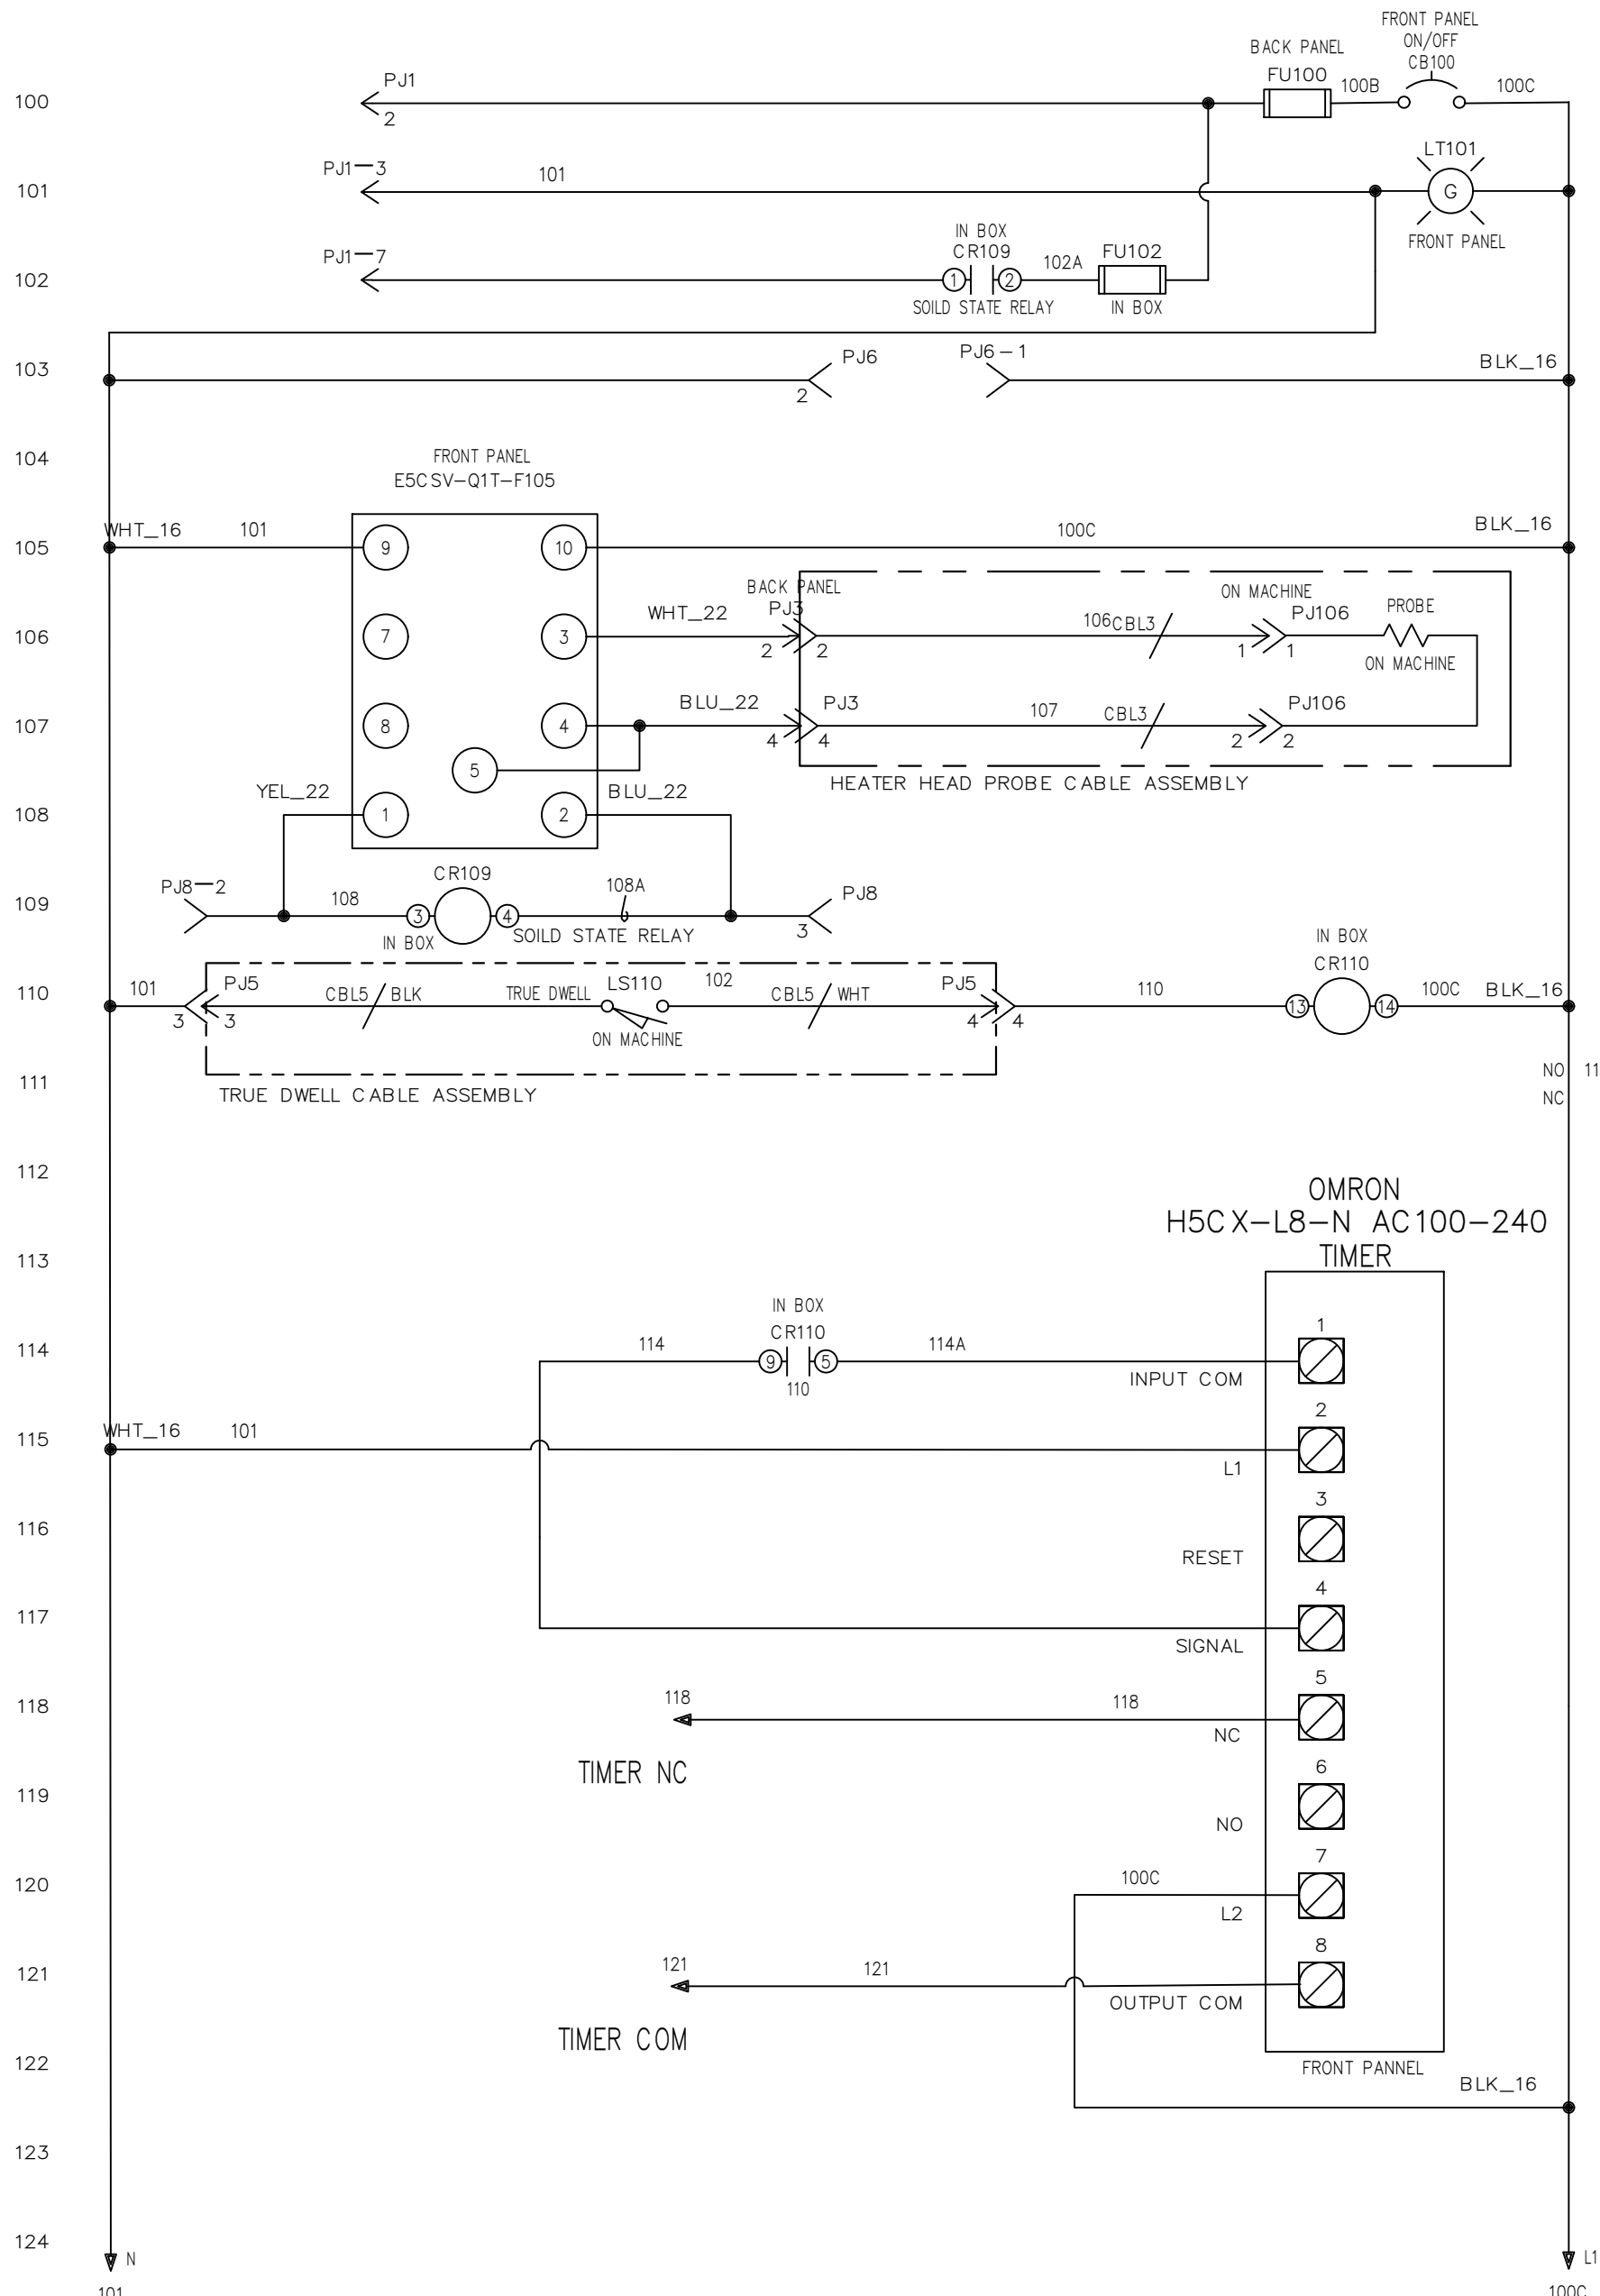 FRONT PANEL
ON/OFF
CB100
BACK PANEL
FU100
100B
100C
100
PJ1
2
LT101
G
FRONT PANEL
101
PJ1-3
101
IN BOX
CR109
1
2
SOILD STATE RELAY
102A
FU102
IN BOX
102
PJ1-7
103
PJ6
2
PJ6-1
BLK_16
104
FRONT PANEL
E5CSV-Q1T-F105
105
WHT_16
101
9
10
100C
BLK_16
BACK PANEL
ON MACHINE
106
7
3
WHT_22
PJ3
2
2
106
CBL3
1
1
PJ106
PROBE
ON MACHINE
107
8
4
BLU_22
4
4
PJ3
107
CBL3
2
2
PJ106
5
HEATER HEAD PROBE CABLE ASSEMBLY
108
YEL_22
1
2
BLU_22
109
PJ8-2
108
CR109
3
4
IN BOX
108A
SOILD STATE RELAY
PJ8
3
110
101
PJ5
3
3
CBL5
BLK
TRUE DWELL
LS110
ON MACHINE
102
CBL5
WHT
PJ5
4
4
110
IN BOX
CR110
13
14
100C
BLK_16
111
TRUE DWELL CABLE ASSEMBLY
NO
11
NC
112
OMRON
H5CX-L8-N AC100-240
TIMER
113
114
114
IN BOX
CR110
9
5
110
114A
1
INPUT COM
115
WHT_16
101
2
L1
116
3
RESET
117
4
SIGNAL
118
118
118
5
NC
TIMER NC
119
6
NO
120
100C
7
L2
121
121
121
8
OUTPUT COM
TIMER COM
122
FRONT PANNEL
BLK_16
123
124
N
L1
101
100C